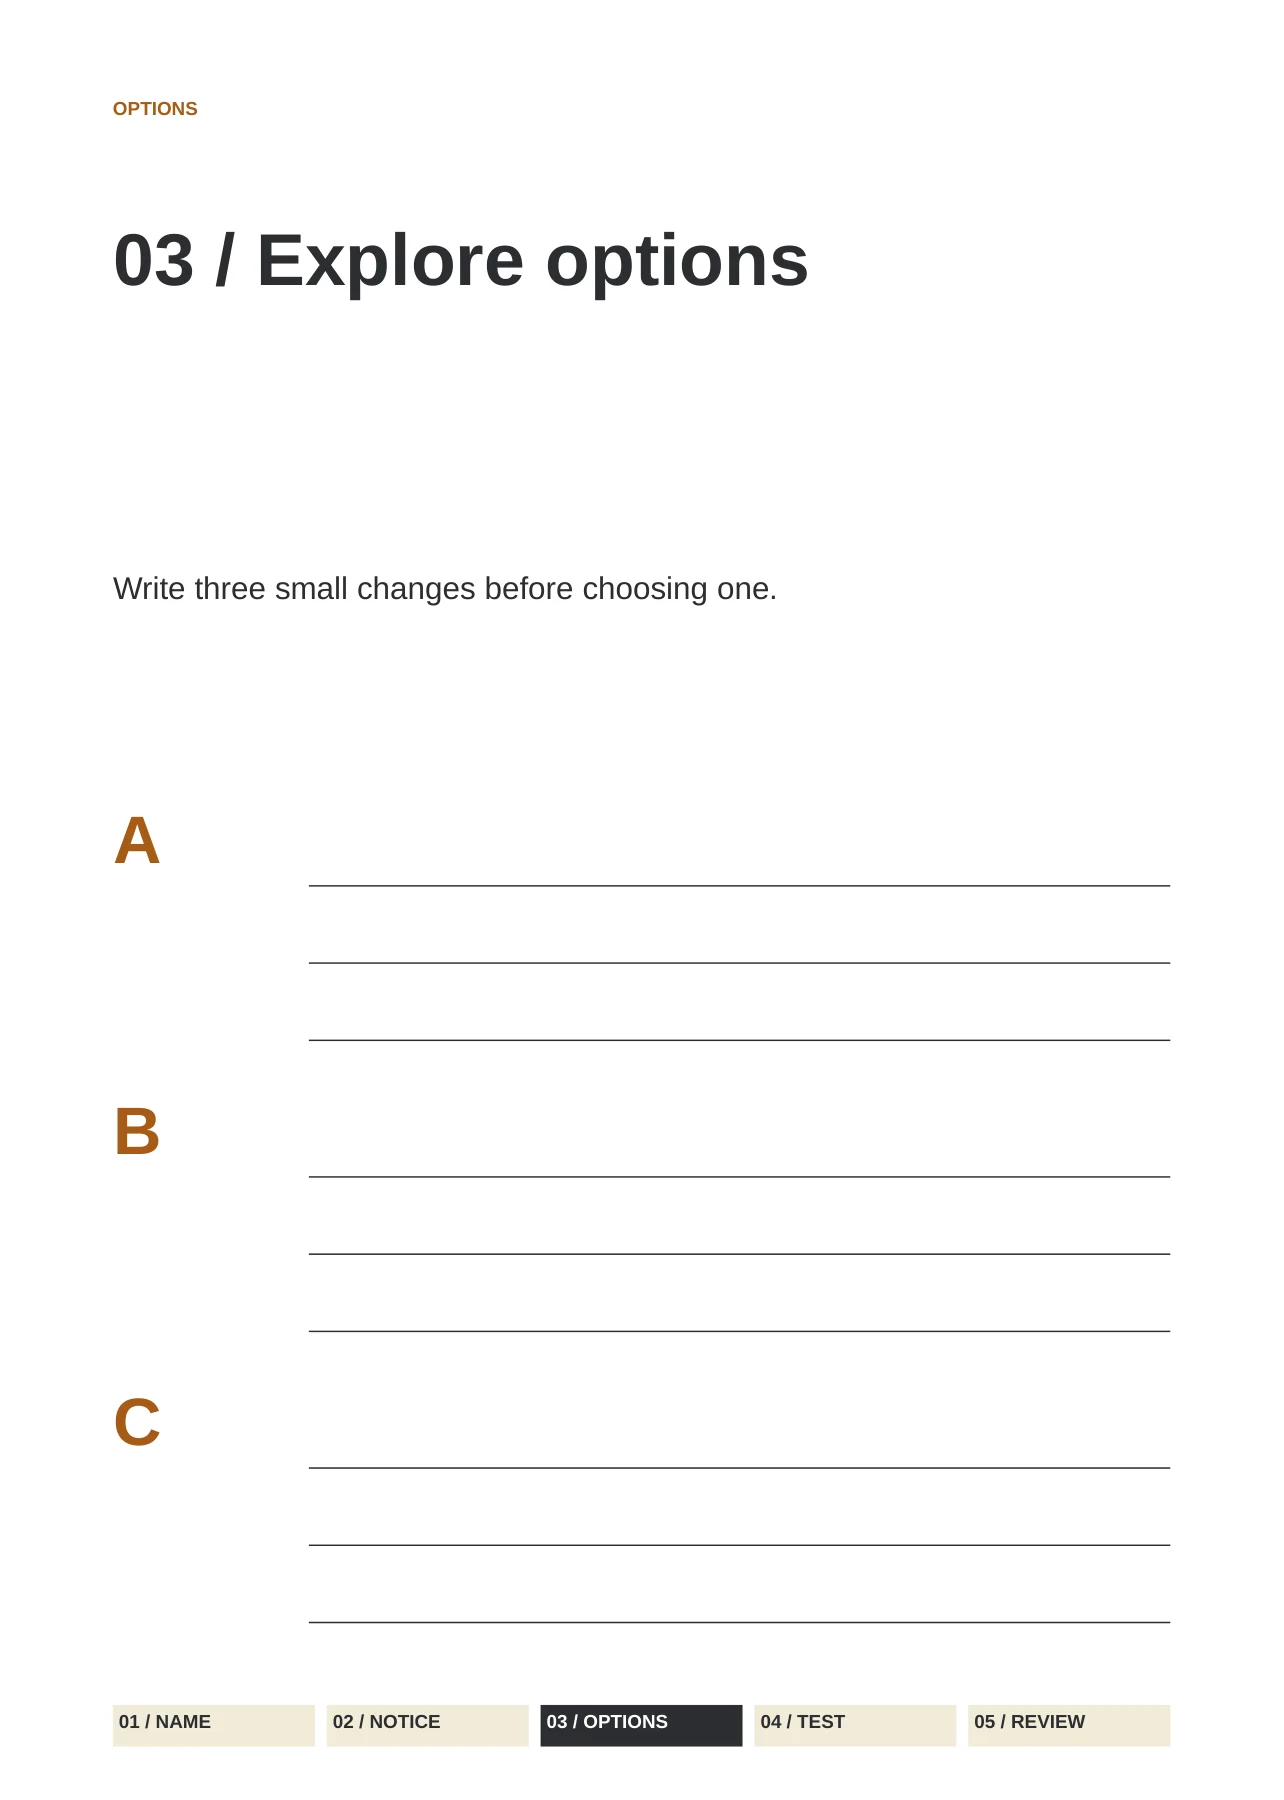 OPTIONS
03 / Explore options
Write three small changes before choosing one.
A
B
C
01 / NAME
02 / NOTICE
03 / OPTIONS
04 / TEST
05 / REVIEW